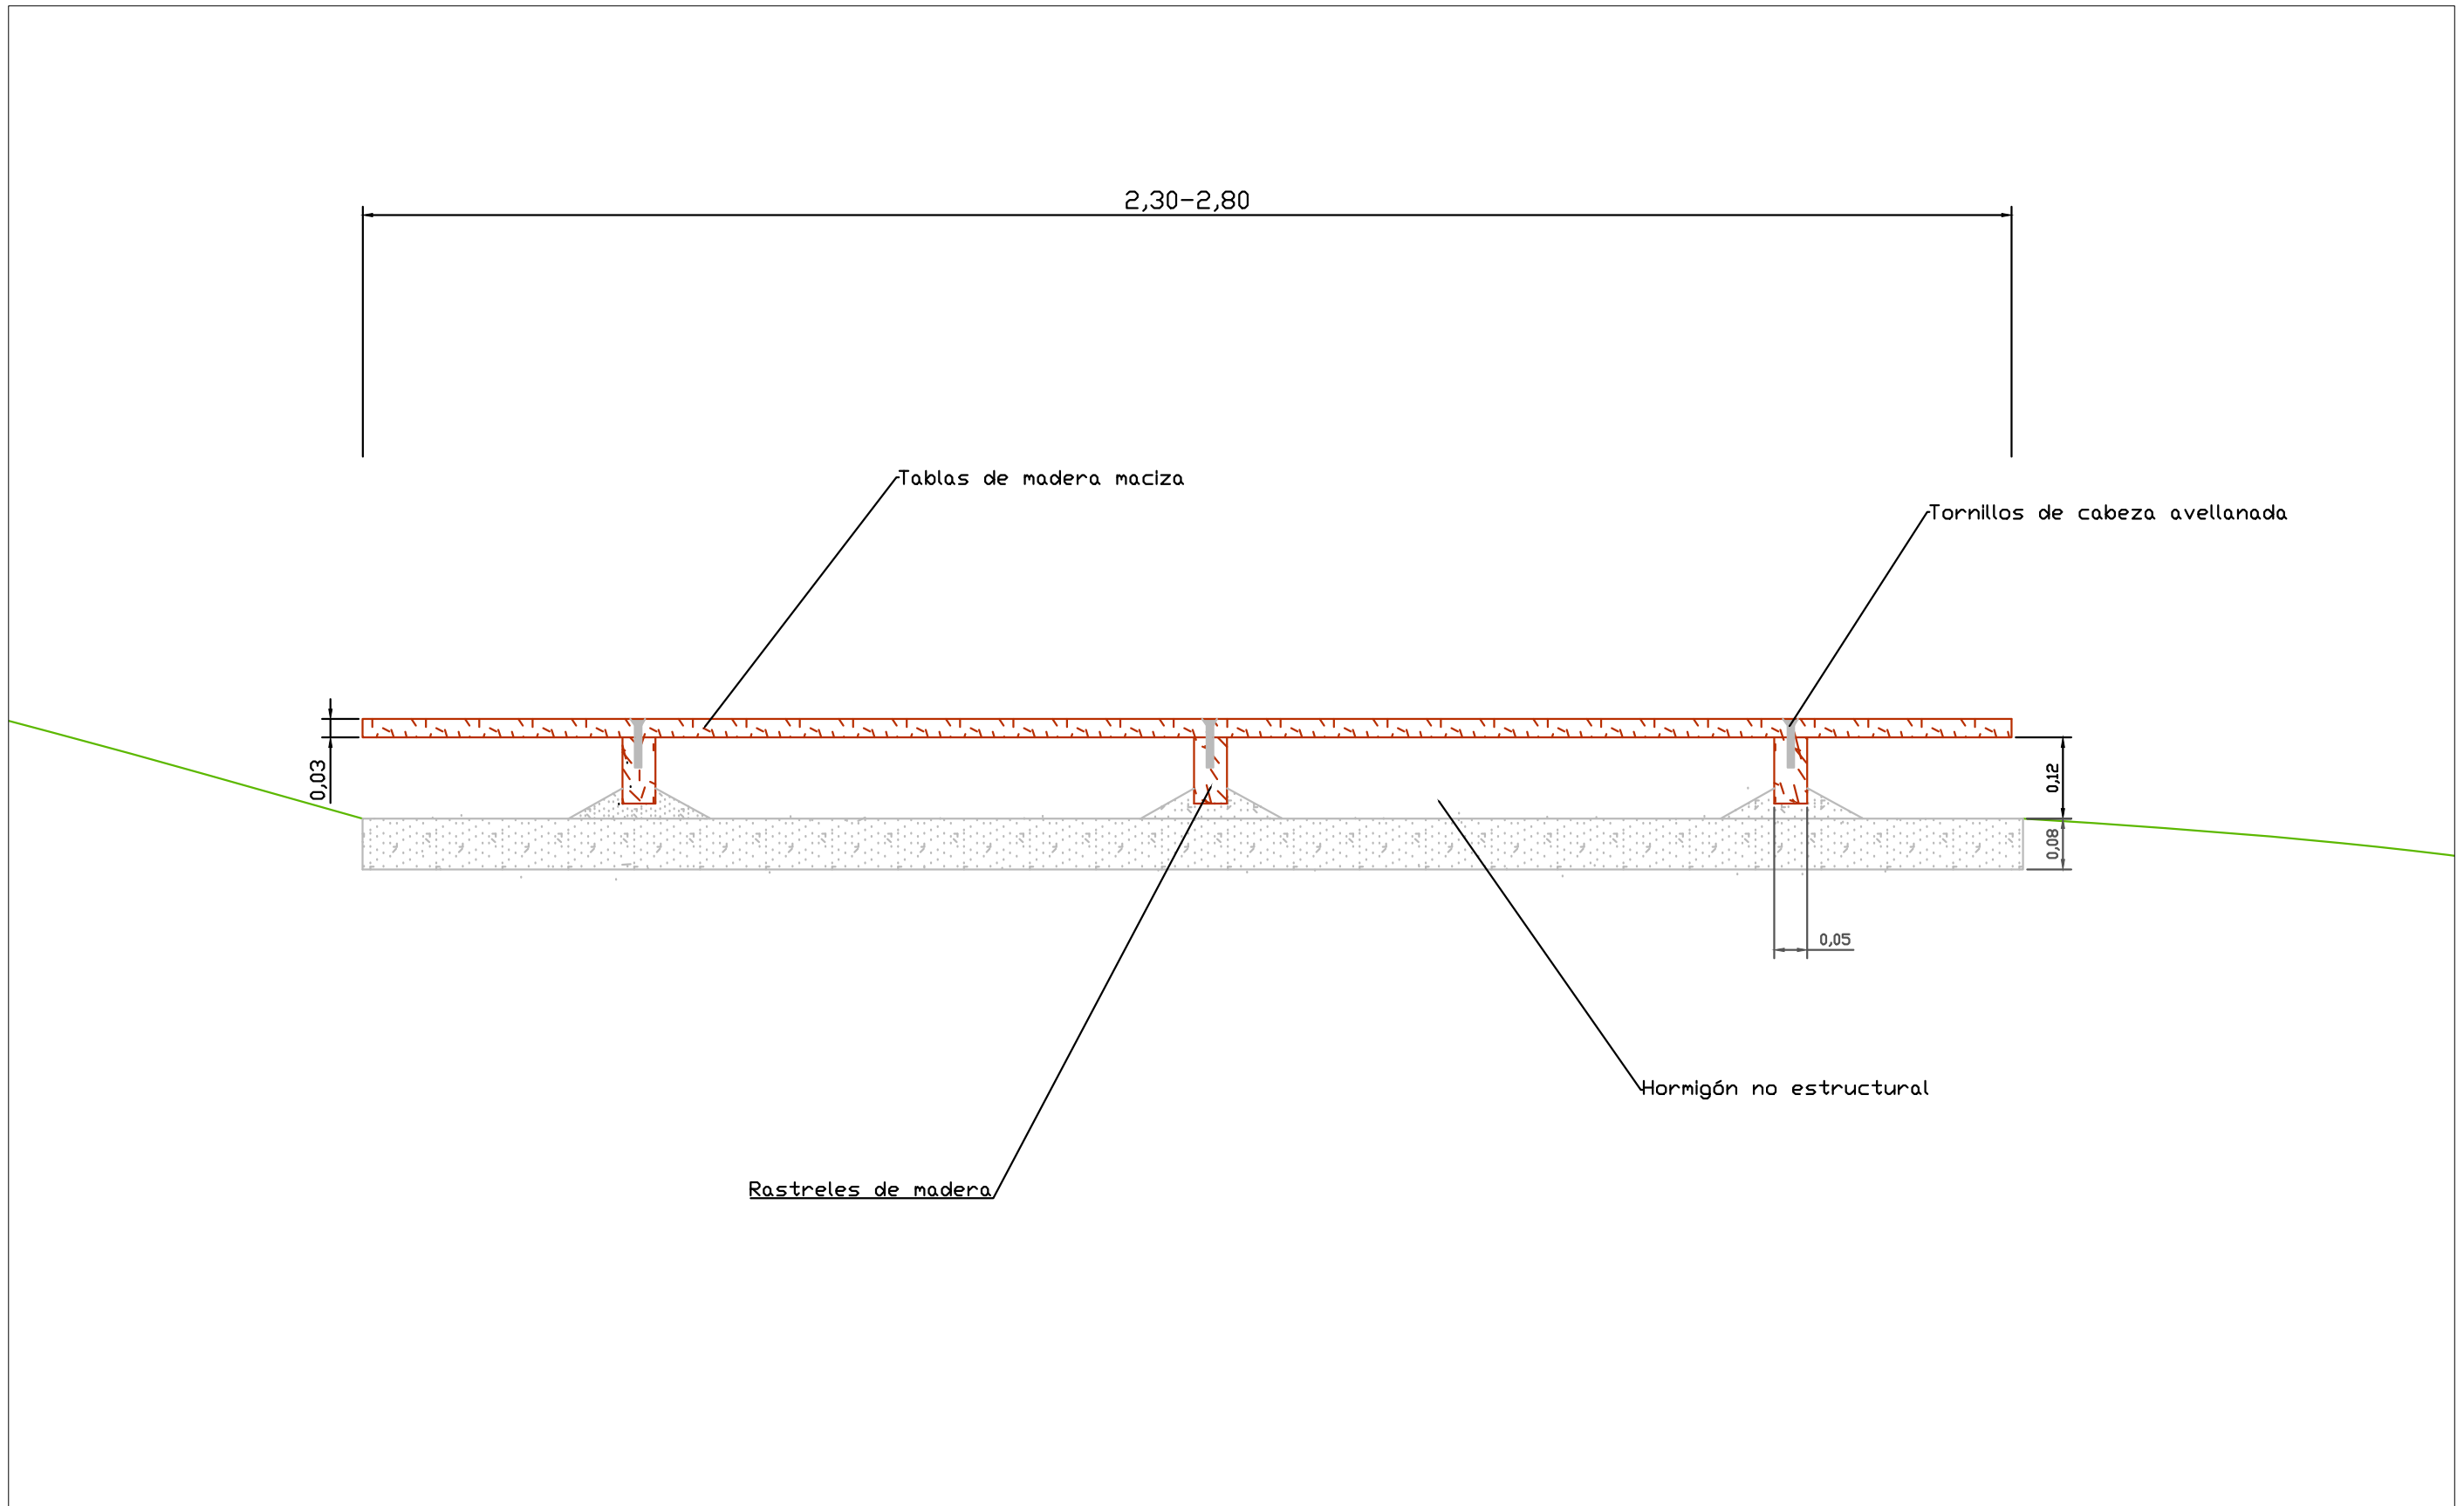 2,30-2,80
Tablas de madera maciza
Tornillos de cabeza avellanada
0,03
0,12
0,08
0,05
Hormigón no estructural
Rastreles de madera